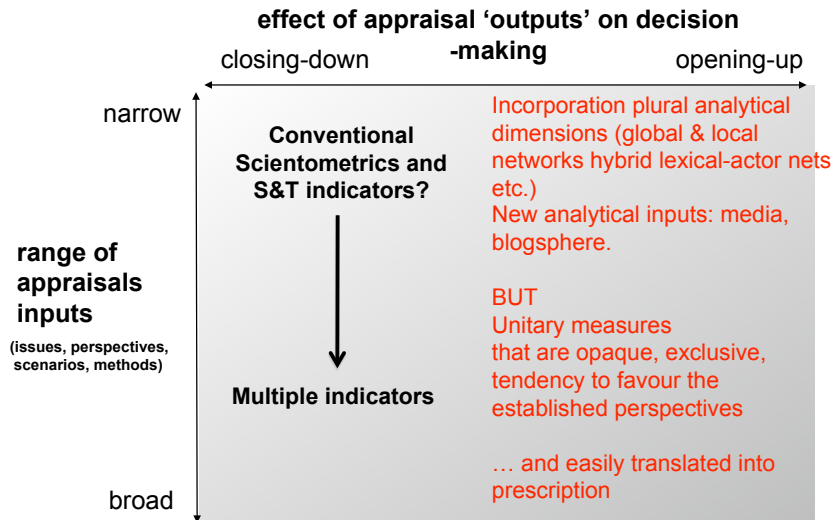 effect of appraisal ‘outputs’ on decision
-making
closing-down
opening-up
narrow
Conventional
Scientometrics and
S&T indicators?
Incorporation plural analytical
dimensions (global & local
networks hybrid lexical-actor nets
etc.)
New analytical inputs: media,
blogsphere.
range of
appraisals
inputs
(issues, perspectives,
scenarios, methods)
BUT
Unitary measures
that are opaque, exclusive,
tendency to favour the
established perspectives
Multiple indicators
… and easily translated into
prescription
broad